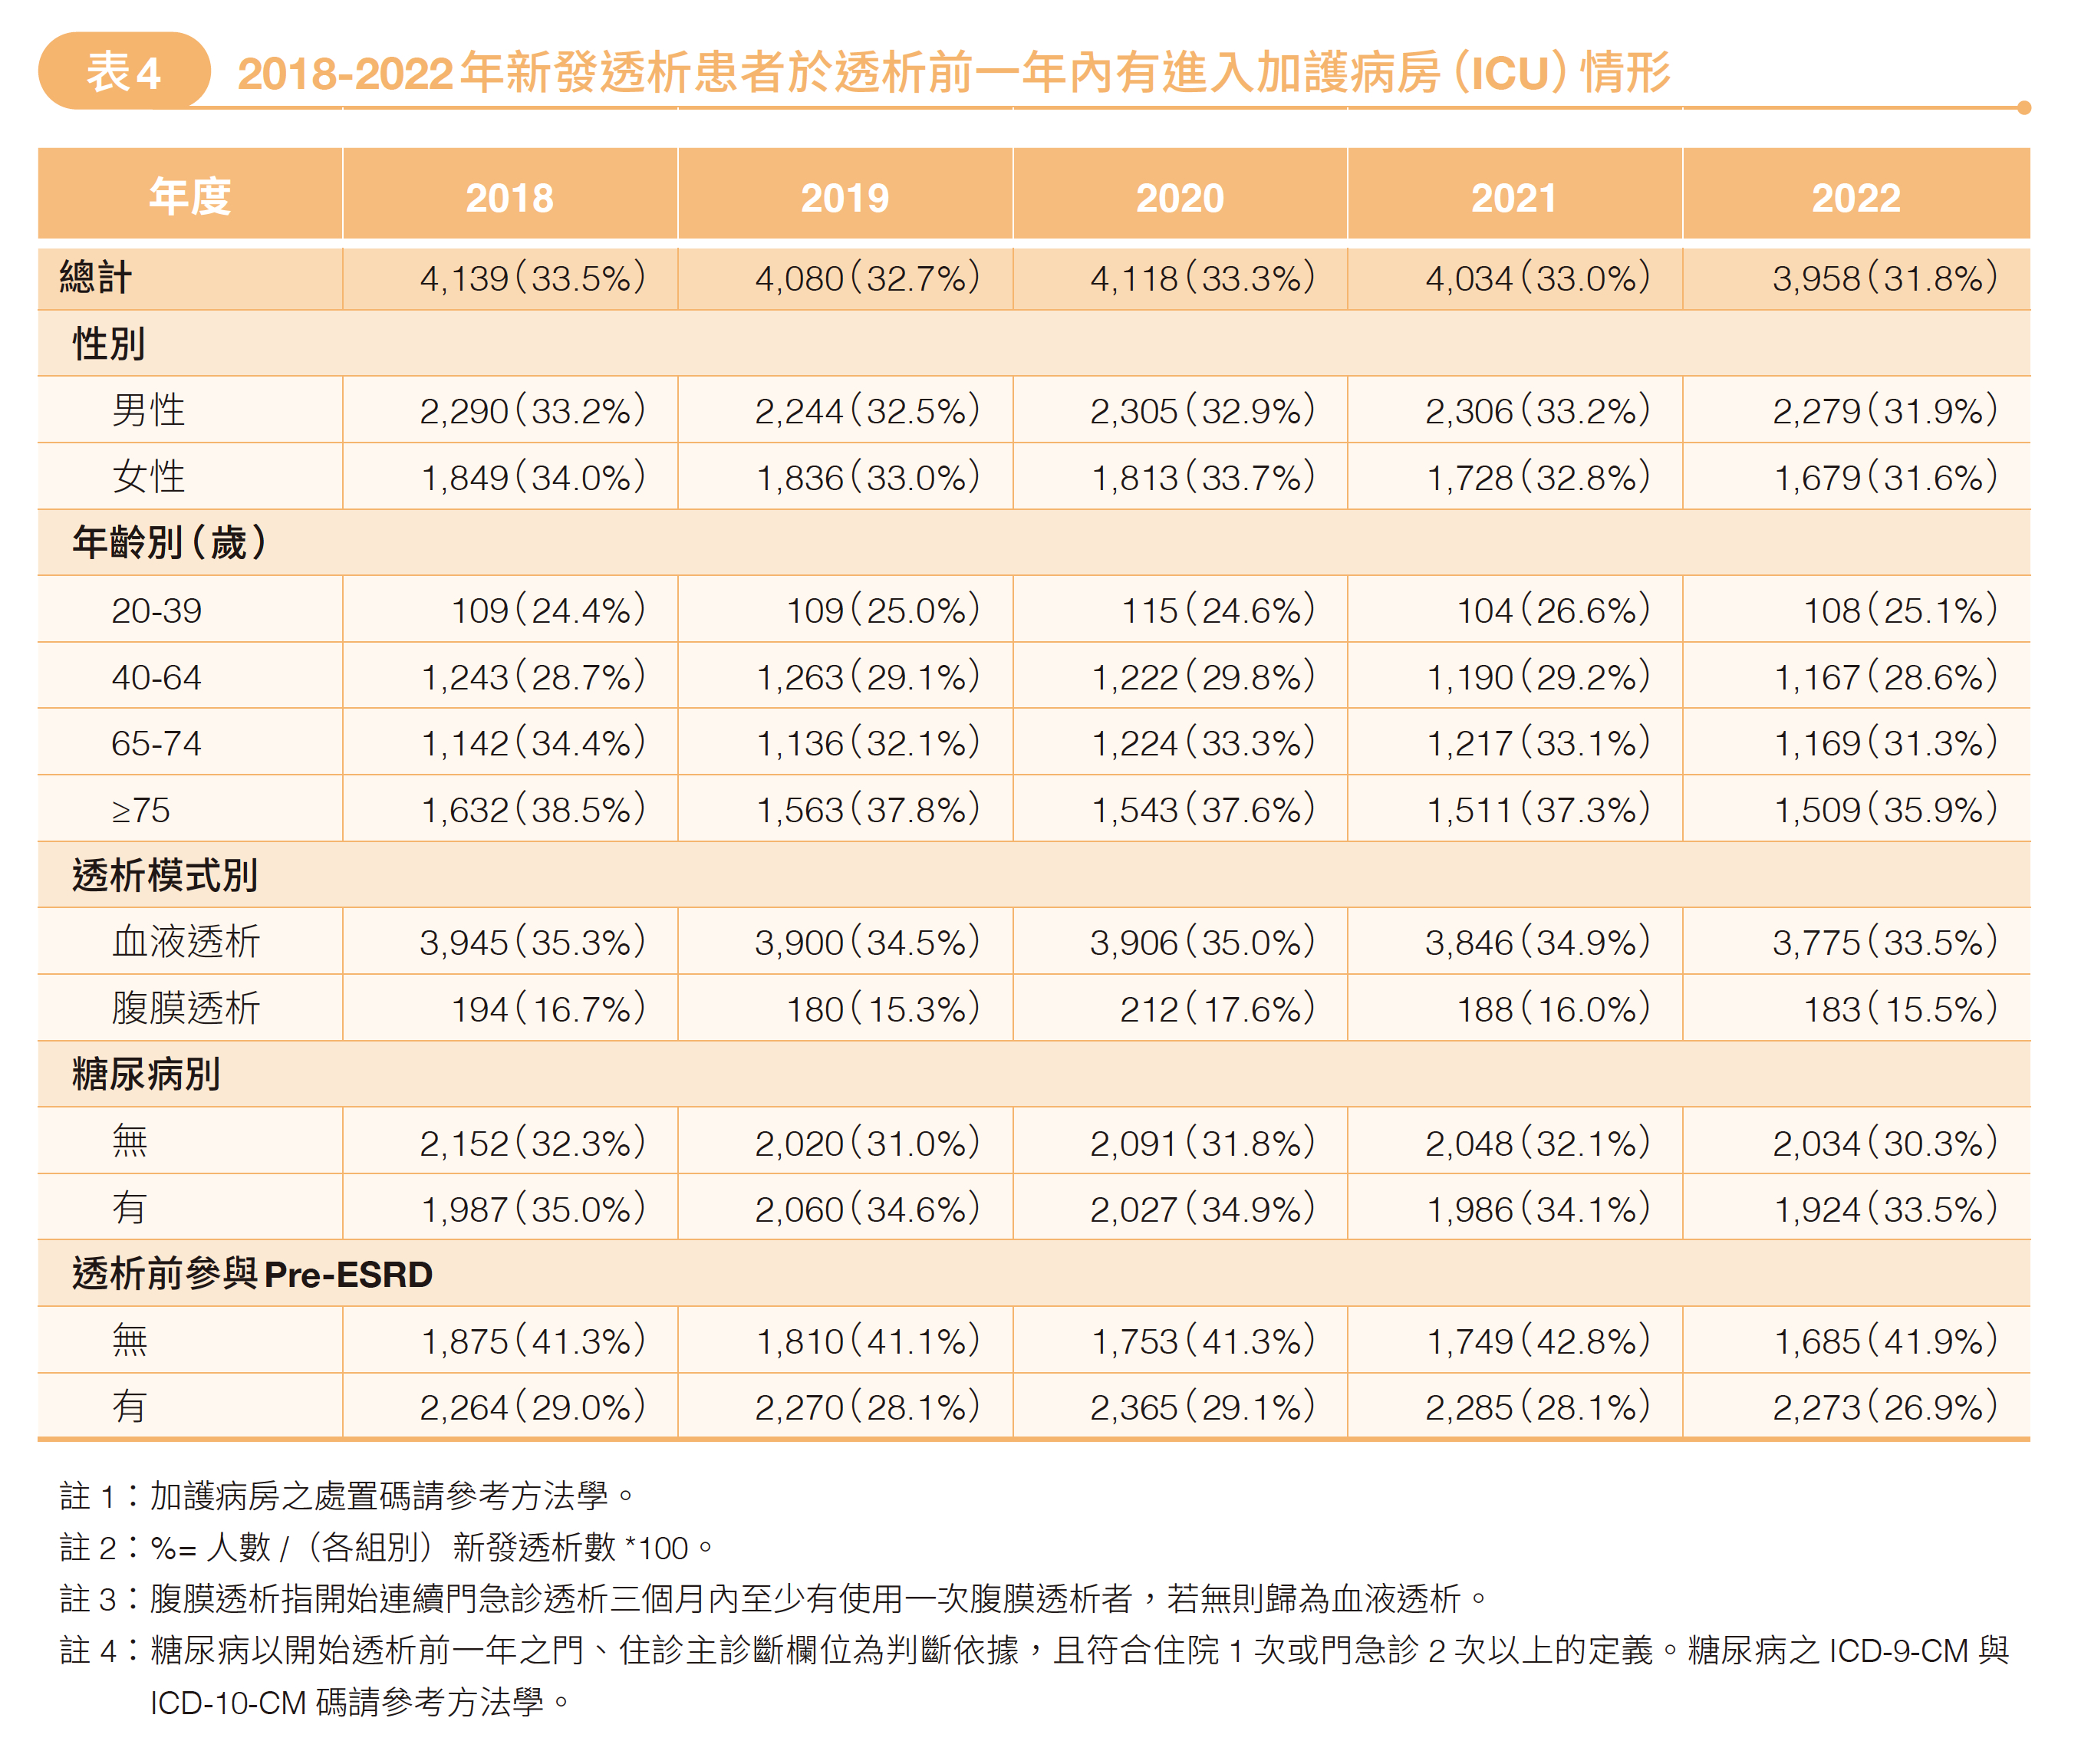 表4 2018-2022年新發透析患者於透析前一年內有進入加護病房(ICU)情形
年度 2018 2019 2020 2021 2022
總計 4,139(33.5%) 4,080(32.7%) 4,118(33.3%) 4,034(33.0%) 3,958(31.8%)
性別
男性 2,290(33.2%) 2,244(32.5%) 2,305(32.9%) 2,306(33.2%) 2,279(31.9%)
女性 1,849(34.0%) 1,836(33.0%) 1,813(33.7%) 1,728(32.8%) 1,679(31.6%)
年齡別(歲)
20-39 109(24.4%) 109(25.0%) 115(24.6%) 104(26.6%) 108(25.1%)
40-64 1,243(28.7%) 1,263(29.1%) 1,222(29.8%) 1,190(29.2%) 1,167(28.6%)
65-74 1,142(34.4%) 1,136(32.1%) 1,224(33.3%) 1,217(33.1%) 1,169(31.3%)
≥75 1,632(38.5%) 1,563(37.8%) 1,543(37.6%) 1,511(37.3%) 1,509(35.9%)
透析模式別
血液透析 3,945(35.3%) 3,900(34.5%) 3,906(35.0%) 3,846(34.9%) 3,775(33.5%)
腹膜透析 194(16.7%) 180(15.3%) 212(17.6%) 188(16.0%) 183(15.5%)
糖尿病別
無 2,152(32.3%) 2,020(31.0%) 2,091(31.8%) 2,048(32.1%) 2,034(30.3%)
有 1,987(35.0%) 2,060(34.6%) 2,027(34.9%) 1,986(34.1%) 1,924(33.5%)
透析前參與Pre-ESRD
無 1,875(41.3%) 1,810(41.1%) 1,753(41.3%) 1,749(42.8%) 1,685(41.9%)
有 2,264(29.0%) 2,270(28.1%) 2,365(29.1%) 2,285(28.1%) 2,273(26.9%)
註 1：加護病房之處置碼請參考方法學。
註 2：%= 人數 /（各組別）新發透析數 *100。
註 3：腹膜透析指開始連續門急診透析三個月內至少有使用一次腹膜透析者，若無則歸為血液透析。
註 4：糖尿病以開始透析前一年之門、住診主診斷欄位為判斷依據，且符合住院 1 次或門急診 2 次以上的定義。糖尿病之 ICD-9-CM 與
ICD-10-CM 碼請參考方法學。